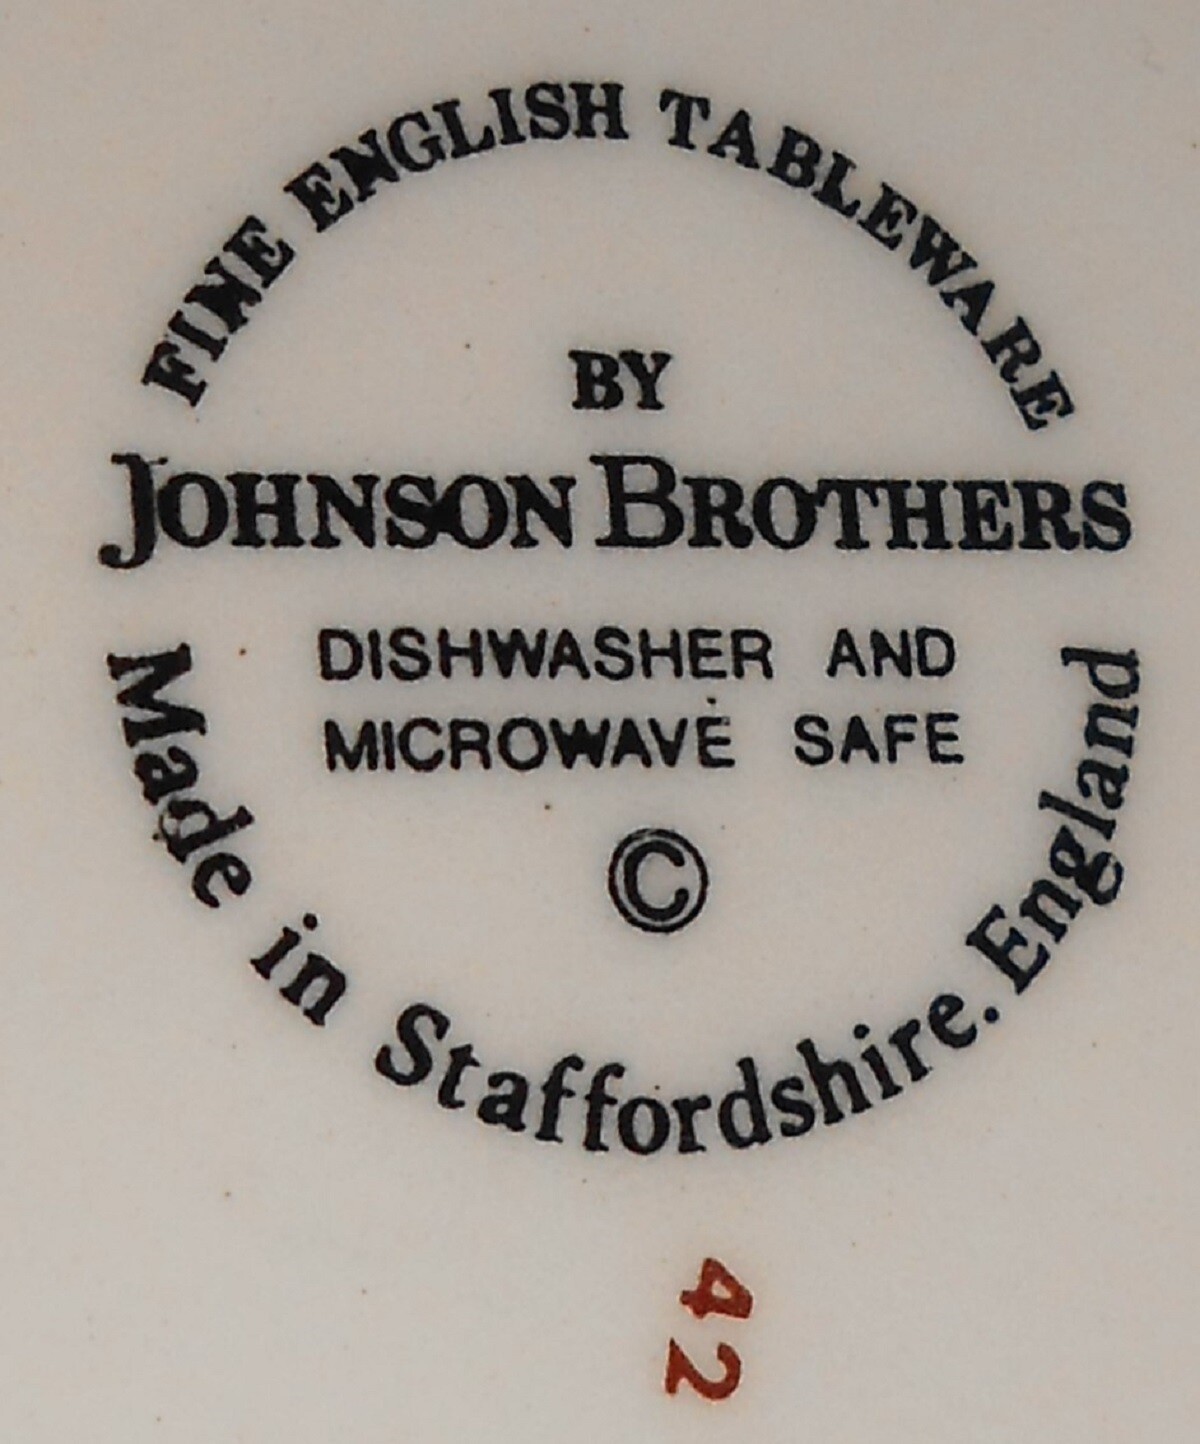 FINE ENGLISH TABLEWARE
BY
JOHNSON BROTHERS
DISHWASHER AND
MICROWAVE SAFE
©
Made in Staffordshire. England
42